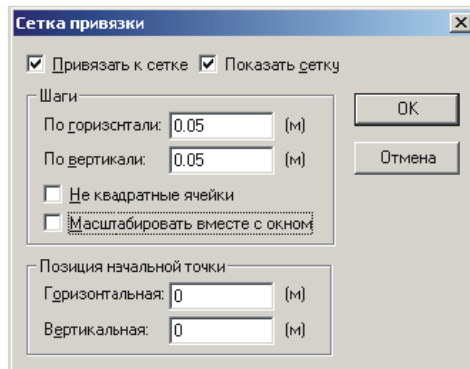 Сетка привязки
Привязать к сетке Показать сетку
Шаги
По горизснтали: 0.05 (м)
По вертикали: 0.05 (м)
Не квадратные ячейки
Масштабировать вместе с окном
OK
Отмена
Позиция начальной точки
Горизонтальная: 0 (м)
Вертикальная: 0 (м)